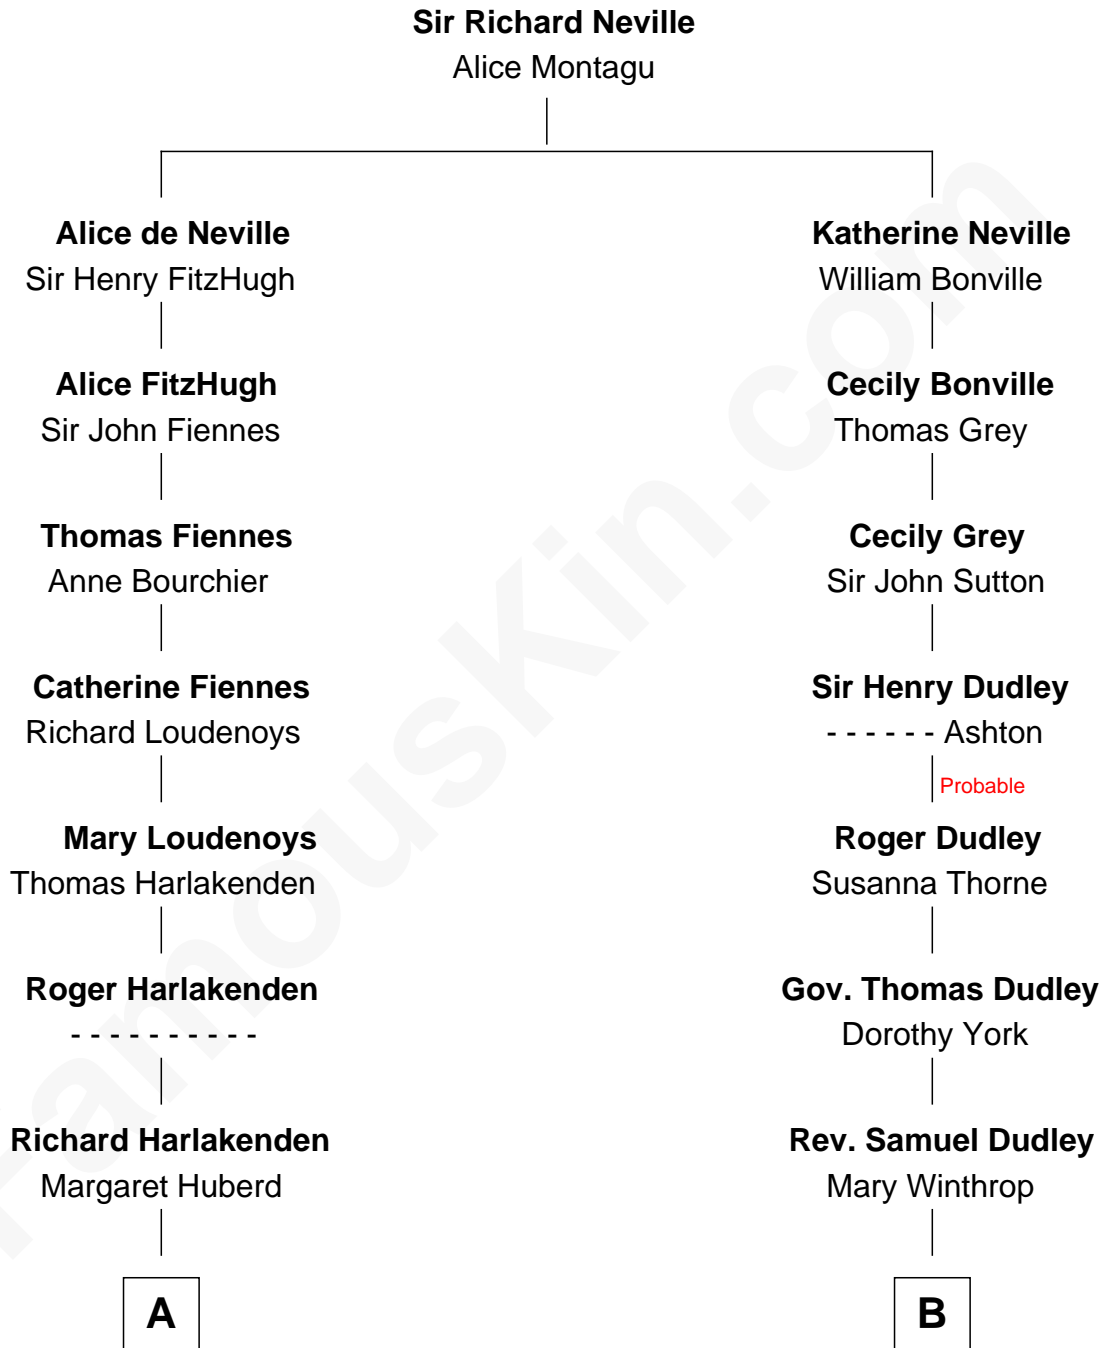 Sir Richard Neville
Alice Montagu
Alice de Neville
Sir Henry FitzHugh
Katherine Neville
William Bonville
Alice FitzHugh
Sir John Fiennes
Cecily Bonville
Thomas Grey
Thomas Fiennes
Anne Bourchier
Cecily Grey
Sir John Sutton
Catherine Fiennes
Richard Loudenoys
Sir Henry Dudley
- - - - - - Ashton
Probable
Mary Loudenoys
Thomas Harlakenden
Roger Dudley
Susanna Thorne
Roger Harlakenden
- - - - - - - - - -
Gov. Thomas Dudley
Dorothy York
Richard Harlakenden
Margaret Huberd
Rev. Samuel Dudley
Mary Winthrop
A
B
FamousKin.com